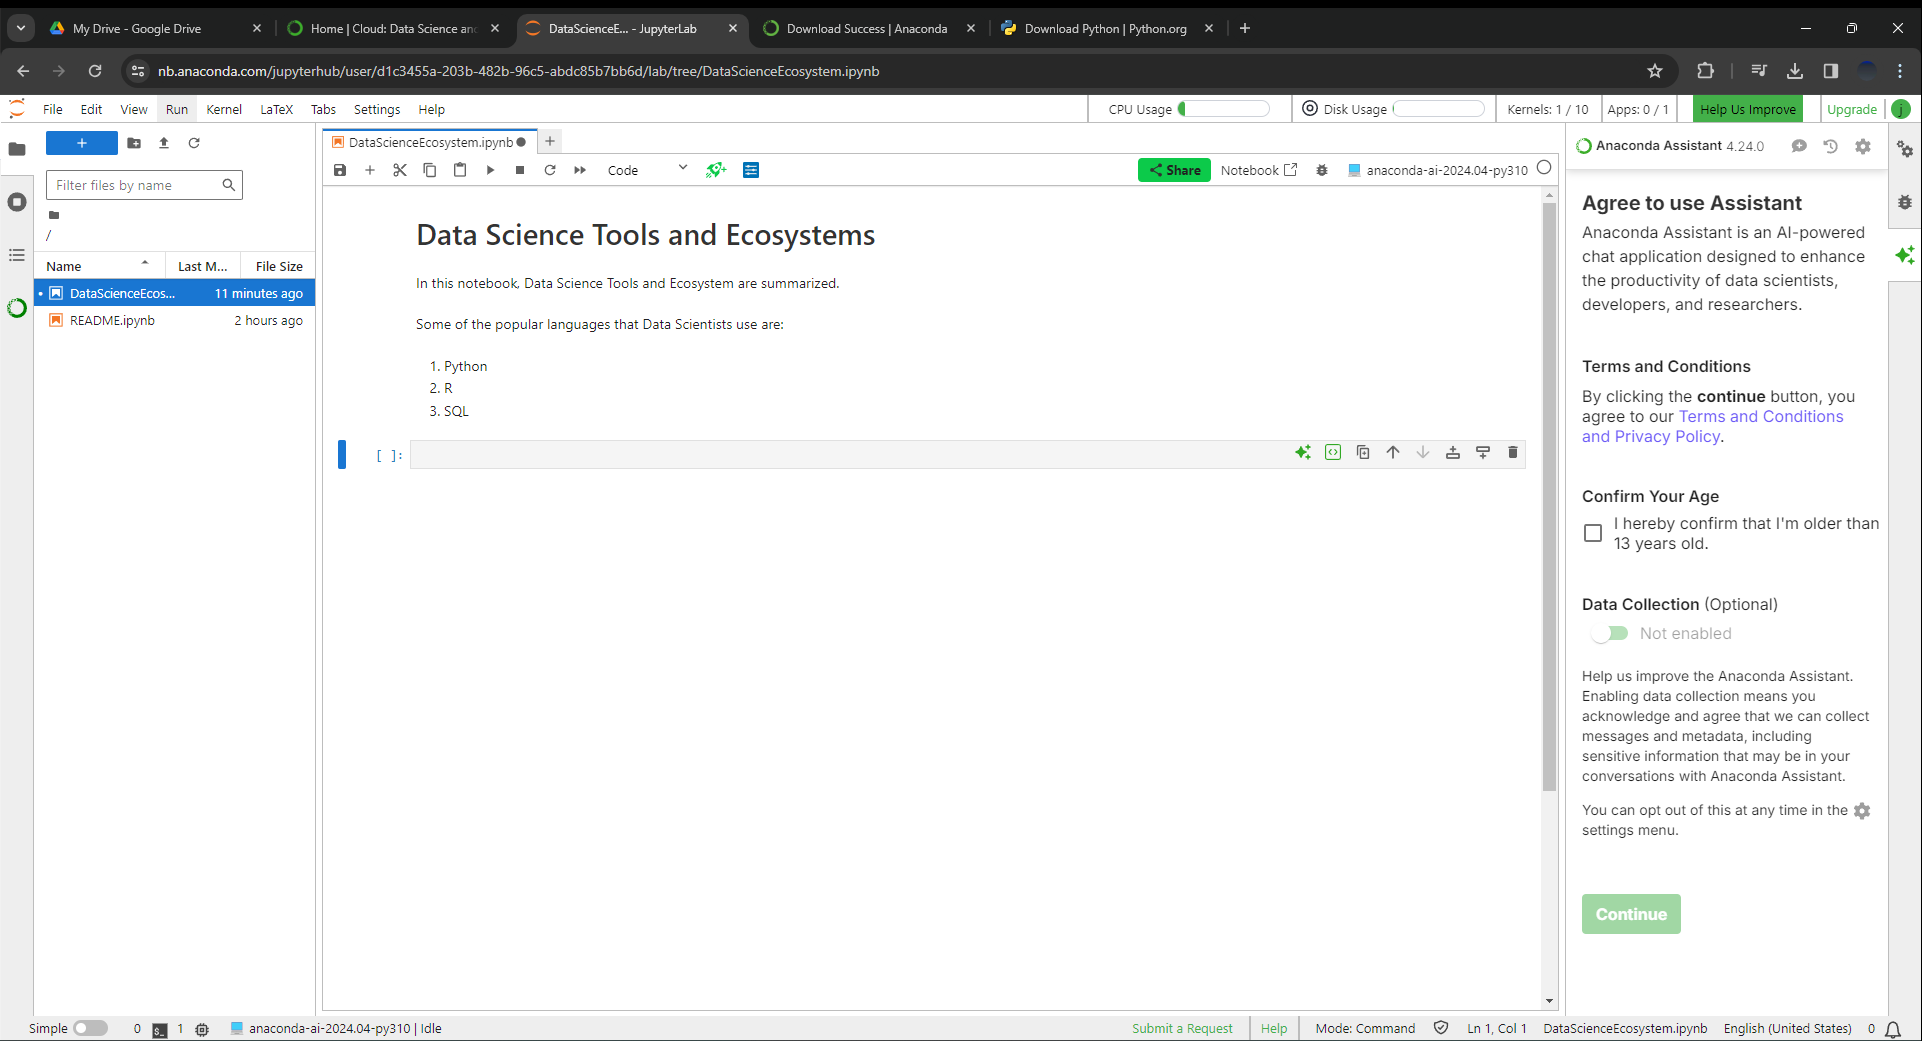 My Drive - Google Drive
Home | Cloud: Data Science and
DataScienceE... - JupyterLab
Download Success | Anaconda
Download Python | Python.org
nb.anaconda.com/jupyterhub/user/d1c3455a-203b-482b-96c5-abdc85b7bb6d/lab/tree/DataScienceEcosystem.ipynb
File Edit View Run Kernel LaTeX Tabs Settings Help
CPU Usage Disk Usage Kernels: 1 / 10 Apps: 0 / 1 Help Us Improve Upgrade j
DataScienceEcosystem.ipynb
Code
Share Notebook anaconda-ai-2024.04-py310
Filter files by name
/
Name Last M... File Size
DataScienceEcos... 11 minutes ago
README.ipynb 2 hours ago
Data Science Tools and Ecosystems
In this notebook, Data Science Tools and Ecosystem are summarized.
Some of the popular languages that Data Scientists use are:
1. Python
2. R
3. SQL
[ ]:
Anaconda Assistant 4.24.0
Agree to use Assistant
Anaconda Assistant is an AI-powered
chat application designed to enhance
the productivity of data scientists,
developers, and researchers.
Terms and Conditions
By clicking the continue button, you
agree to our Terms and Conditions
and Privacy Policy.
Confirm Your Age
I hereby confirm that I'm older than
13 years old.
Data Collection (Optional)
Not enabled
Help us improve the Anaconda Assistant.
Enabling data collection means you
acknowledge and agree that we can collect
messages and metadata, including
sensitive information that may be in your
conversations with Anaconda Assistant.
You can opt out of this at any time in the
settings menu.
Continue
Simple 0 1 anaconda-ai-2024.04-py310 | Idle
Submit a Request Help Mode: Command Ln 1, Col 1 DataScienceEcosystem.ipynb English (United States) 0